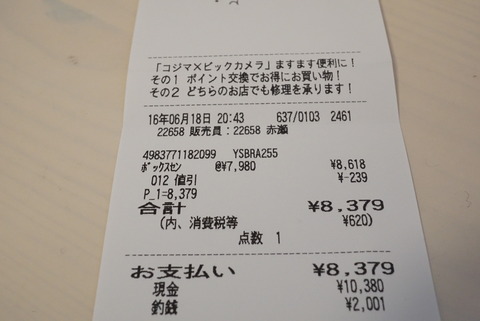 「コジマ×ビックカメラ」ますます便利に！
その１ ポイント交換でお得にお買い物！
その２ どちらのお店でも修理を承ります！
16年06月18日 20:43 637/0103 2461
22658 販売員：22658 赤瀬
4983771182099 YSBRA255
ﾎﾞｯｸｽｾﾝ @¥7,980 ¥8,618
012 値引 ¥-239
P_1=8,379
合計 ¥8,379
（内、消費税等 ¥620）
点数 1
お支払い ¥8,379
現金 ¥10,380
釣銭 ¥2,001